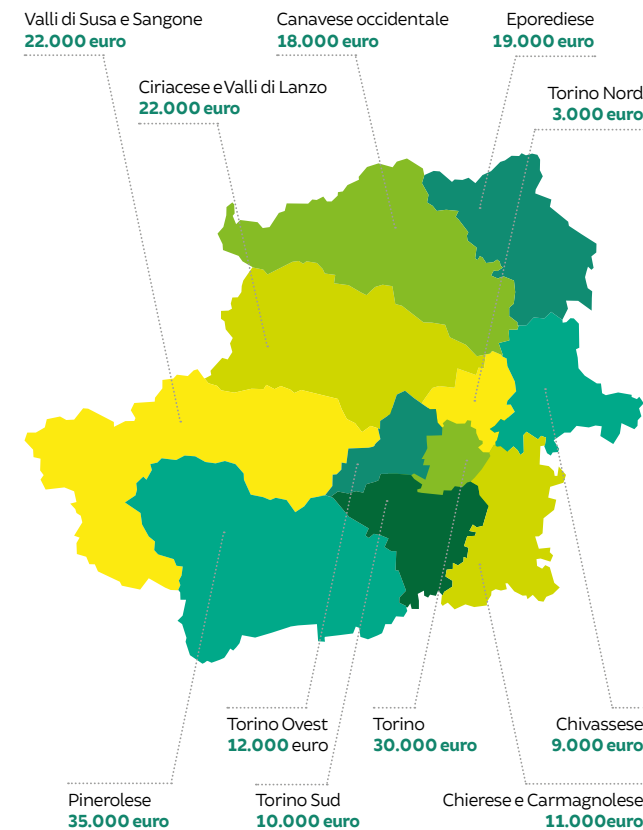 Valli di Susa e Sangone
22.000 euro
Canavese occidentale
18.000 euro
Eporediese
19.000 euro
Ciriacese e Valli di Lanzo
22.000 euro
Torino Nord
3.000 euro
Torino Ovest
12.000 euro
Torino
30.000 euro
Chivassese
9.000 euro
Pinerolese
35.000 euro
Torino Sud
10.000 euro
Chierese e Carmagnolese
11.000euro